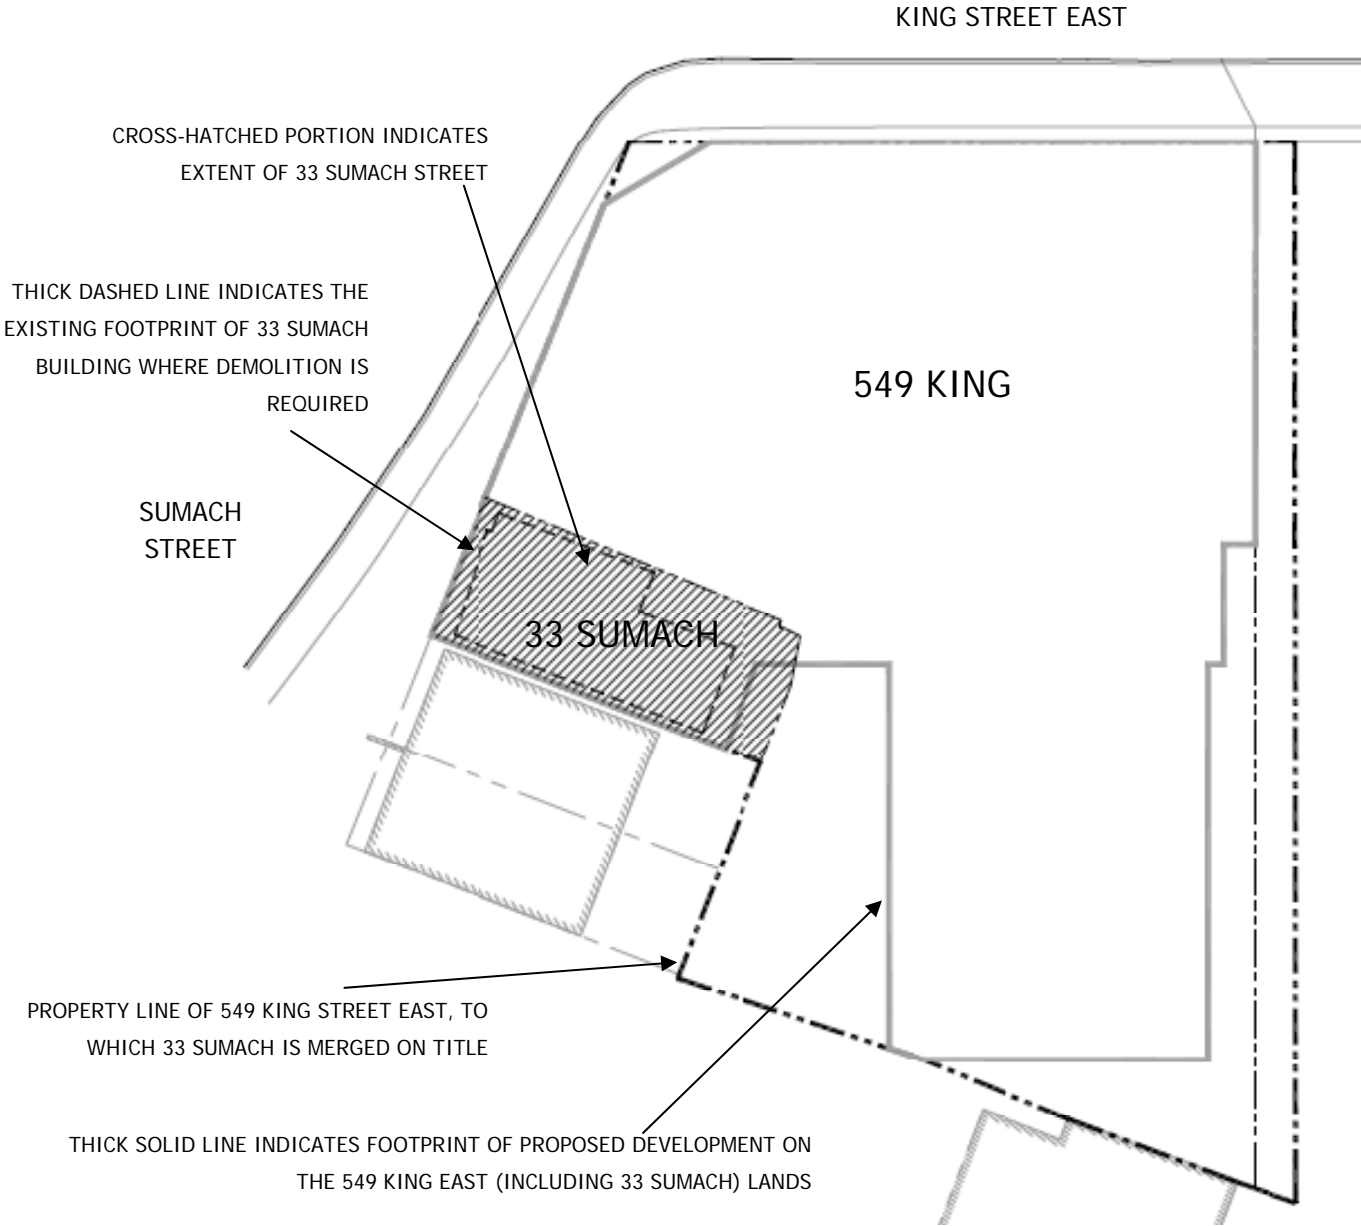 KING STREET EAST
CROSS-HATCHED PORTION INDICATES
EXTENT OF 33 SUMACH STREET
THICK DASHED LINE INDICATES THE
EXISTING FOOTPRINT OF 33 SUMACH
BUILDING WHERE DEMOLITION IS
REQUIRED
549 KING
SUMACH
STREET
33 SUMACH
PROPERTY LINE OF 549 KING STREET EAST, TO
WHICH 33 SUMACH IS MERGED ON TITLE
THICK SOLID LINE INDICATES FOOTPRINT OF PROPOSED DEVELOPMENT ON
THE 549 KING EAST (INCLUDING 33 SUMACH) LANDS